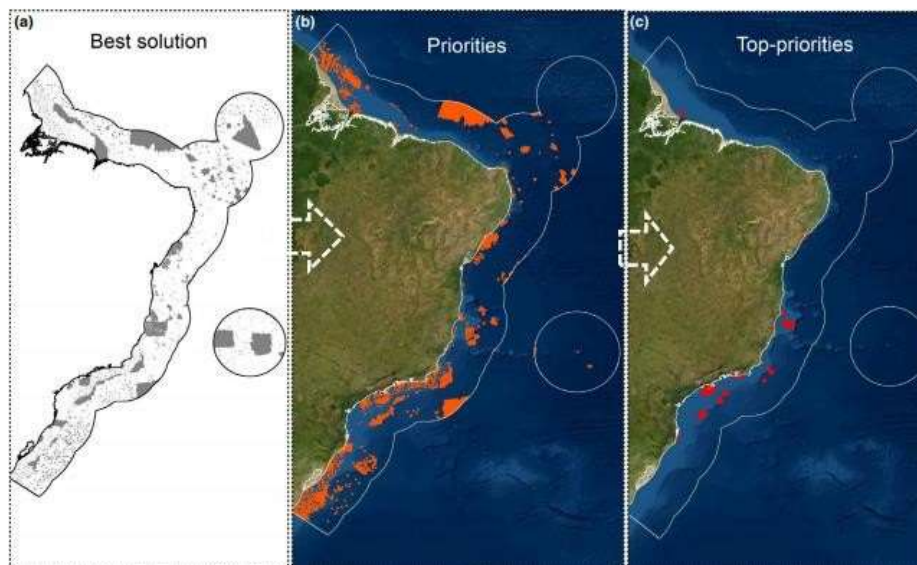 (a)
Best solution
(b)
Priorities
(c)
Top-priorities